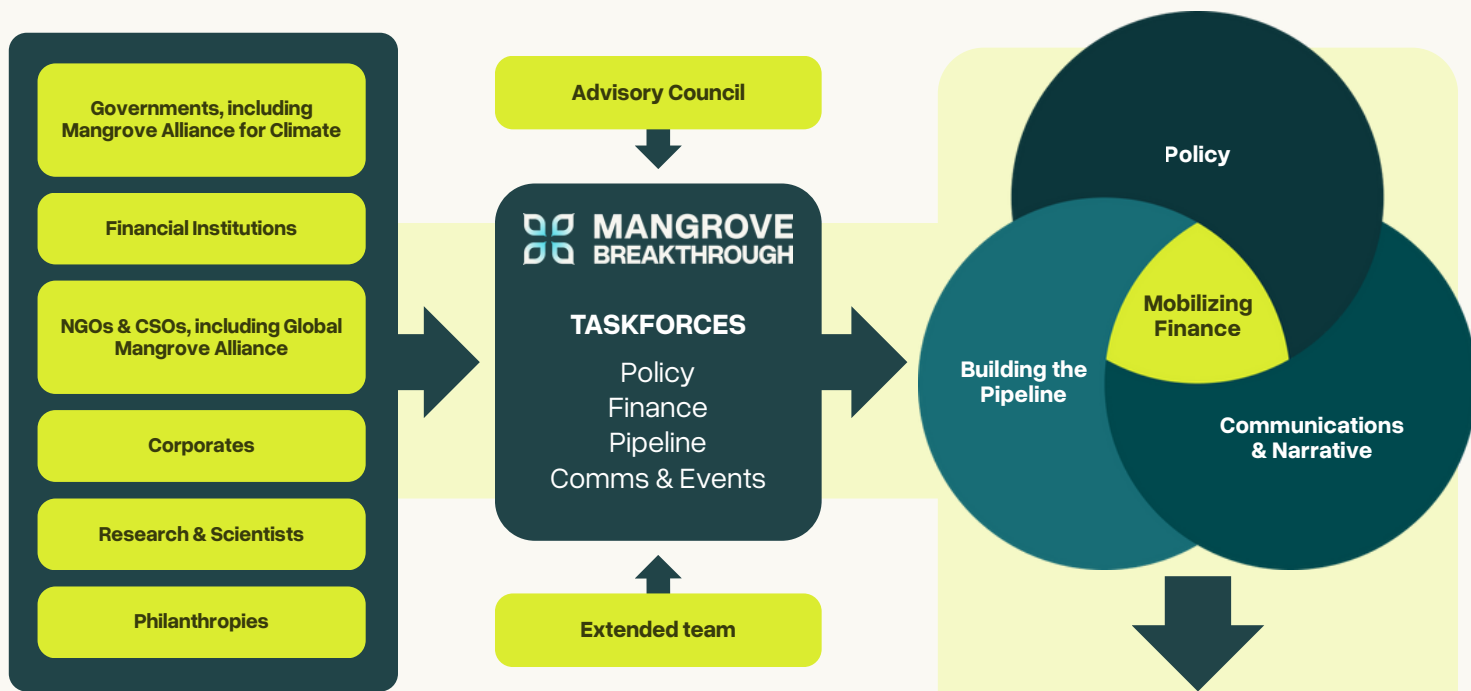 Governments, including
Mangrove Alliance for Climate
Financial Institutions
NGOs & CSOs, including Global
Mangrove Alliance
Corporates
Research & Scientists
Philanthropies
Advisory Council
MANGROVE
BREAKTHROUGH
TASKFORCES
Policy
Finance
Pipeline
Comms & Events
Extended team
Policy
Mobilizing
Finance
Building the
Pipeline
Communications
& Narrative